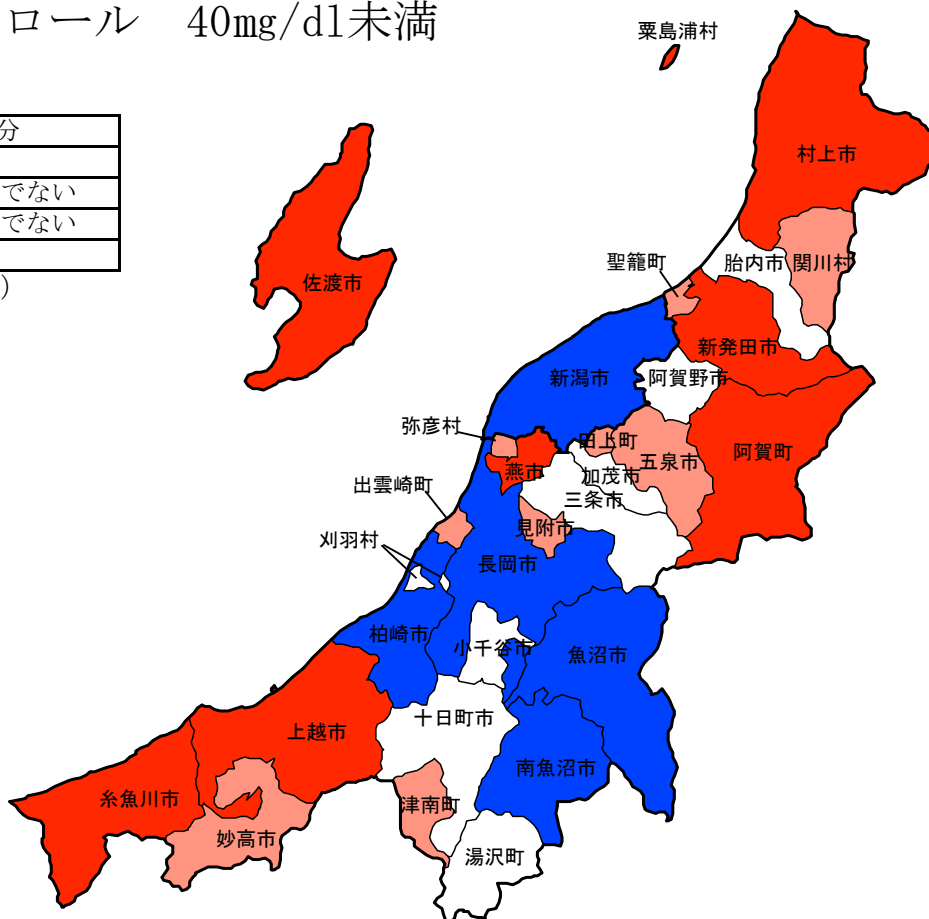 ロール　40mg/dl未満
粟島浦村
分
村上市
でない
でない
胎内市
関川村
聖籠町
）
佐渡市
新発田市
新潟市
阿賀野市
弥彦村
田上町
阿賀町
五泉市
燕市
加茂市
出雲崎町
三条市
見附市
刈羽村
長岡市
柏崎市
小千谷市
魚沼市
十日町市
上越市
南魚沼市
糸魚川市
津南町
妙高市
湯沢町